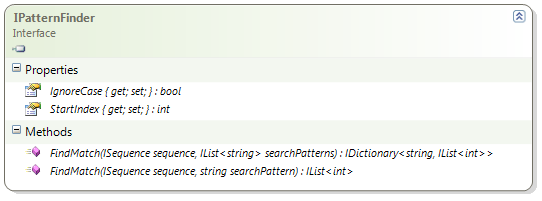 IPatternFinder
Interface
Properties
IgnoreCase { get; set; } : bool
StartIndex { get; set; } : int
Methods
FindMatch(ISequence sequence, IList<string> searchPatterns) : IDictionary<string, IList<int>>
FindMatch(ISequence sequence, string searchPattern) : IList<int>